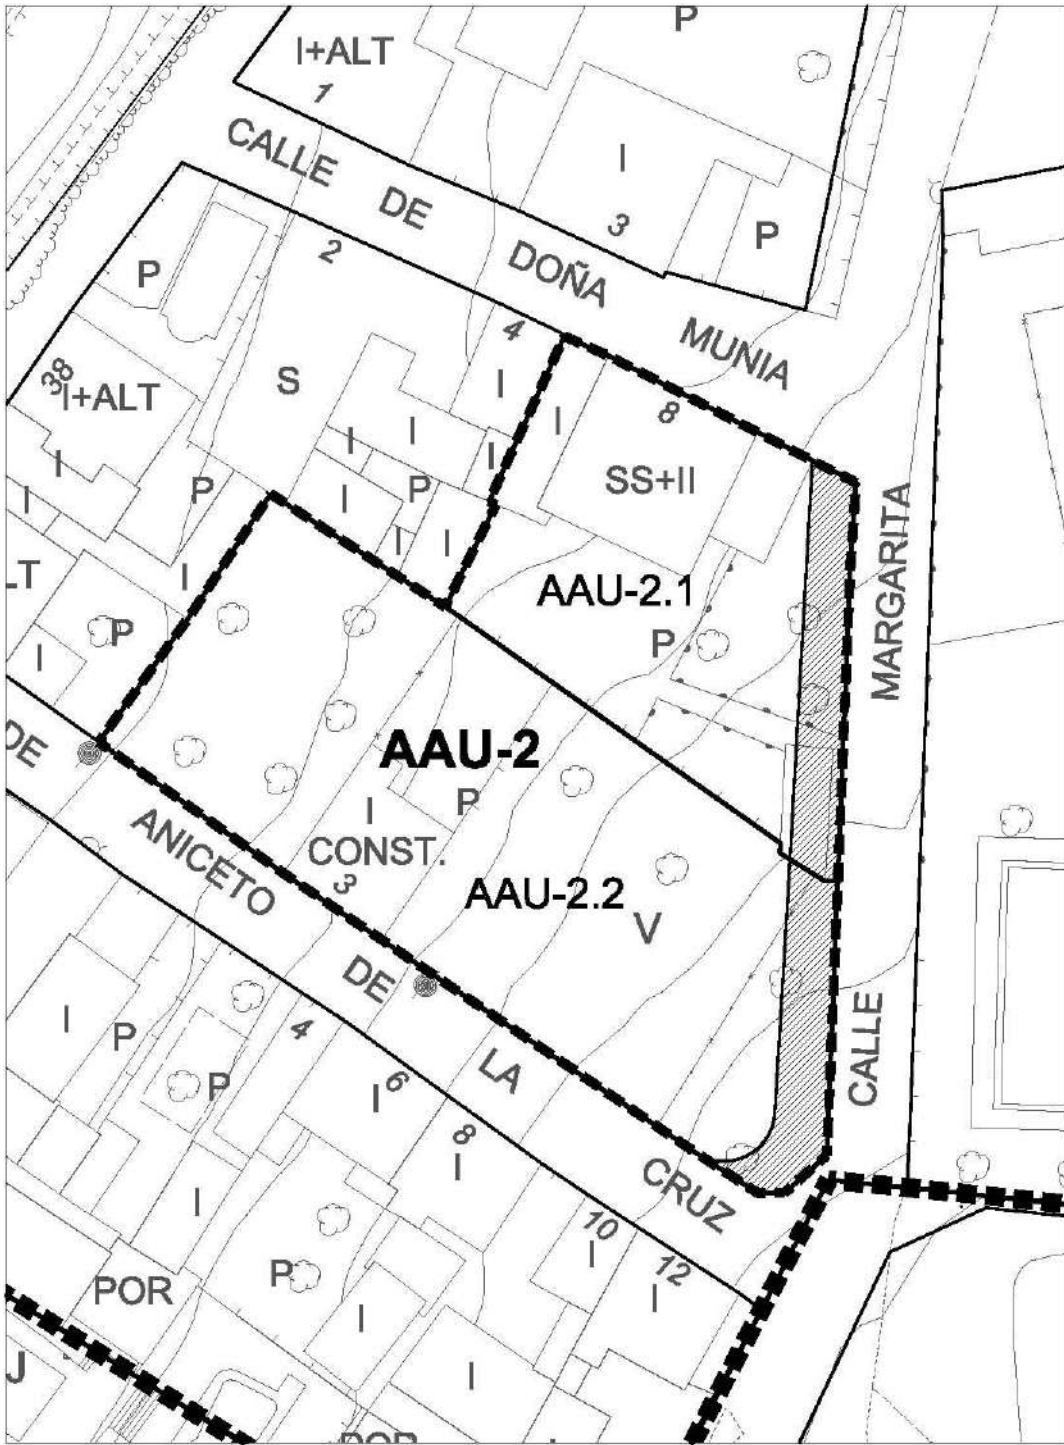 P
I+ALT
1
CALLE DE DOÑA MUNIA
I
3
P
2
P
4
S
38
I+ALT
I
I
I
8
I
I
I
SS+II
I
P
I
P
I
I
I
MARGARITA
LT
I
AAU-2.1
P
P
I
DE
AAU-2
I
P
ANICETO
CONST.
3
AAU-2.2
V
DE
CALLE
I
P
4
LA
6
P
I
8
I
CRUZ
I
10
P
I
12
POR
I
I
J
I
POR
I